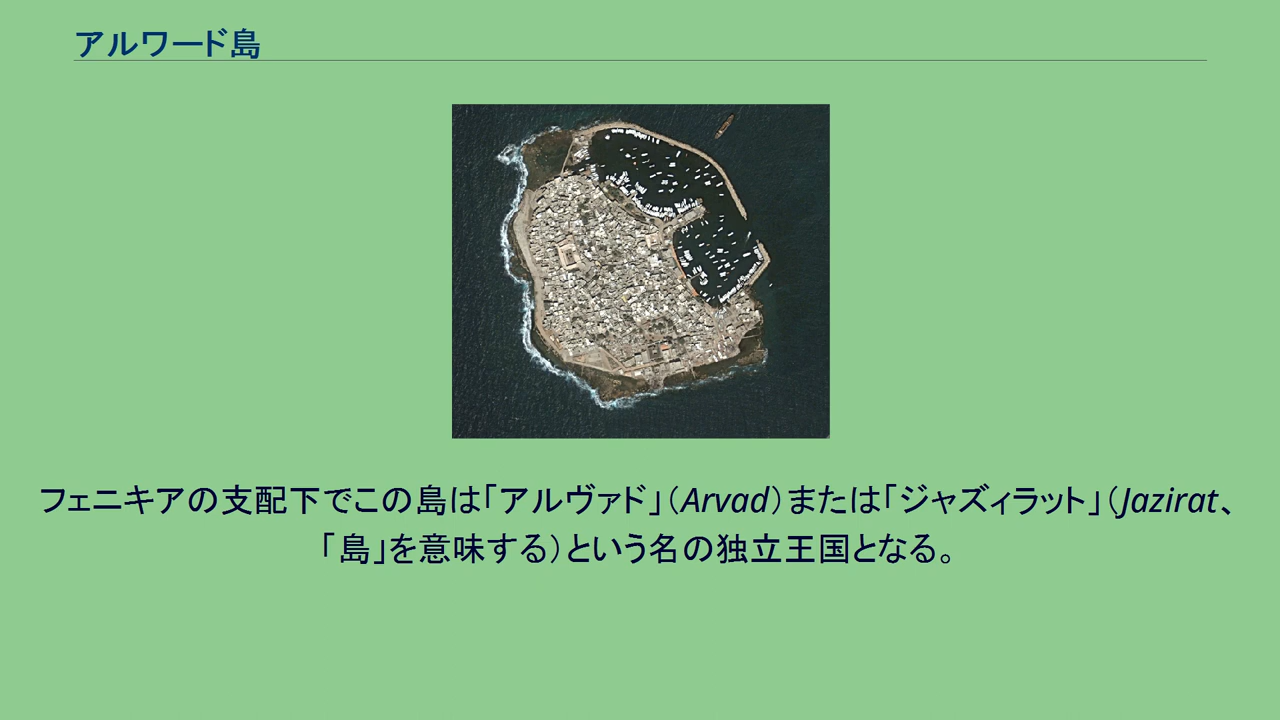 アルワード島
フェニキアの支配下でこの島は「アルヴァド」（Arvad）または「ジャズィラット」（Jazirat、
「島」を意味する）という名の独立王国となる。